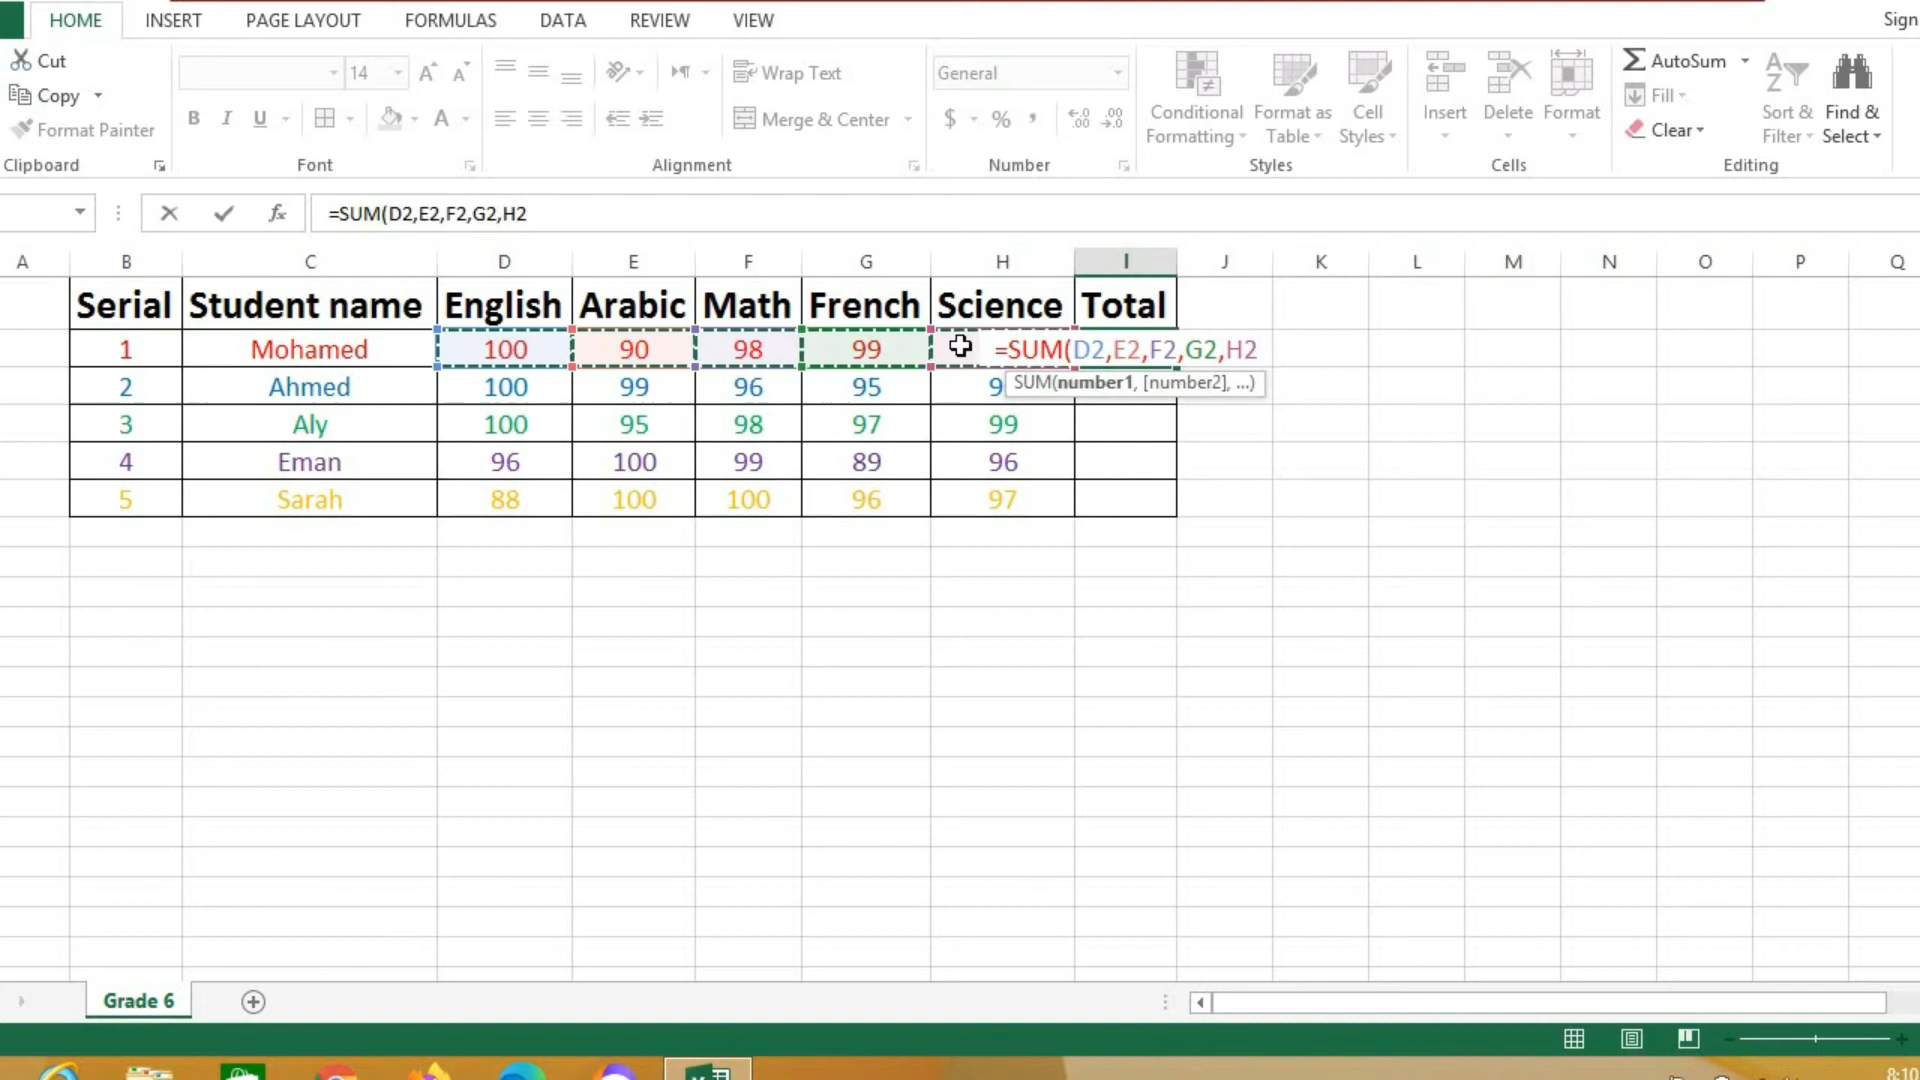 HOME INSERT PAGE LAYOUT FORMULAS DATA REVIEW VIEW Sign
Cut
Copy
Format Painter
Clipboard
14
B I U A
Font
Wrap Text
Merge & Center
Alignment
General
$ % ,
Number
Conditional Formatting
Format as Table
Cell Styles
Styles
Insert
Delete
Format
Cells
AutoSum
Fill
Clear
Sort & Filter
Find & Select
Editing
fx =SUM(D2,E2,F2,G2,H2
A B C D E F G H I J K L M N O P Q
Serial Student name English Arabic Math French Science Total
1 Mohamed 100 90 98 99 =SUM(D2,E2,F2,G2,H2
SUM(number1, [number2], ...)
2 Ahmed 100 99 96 95 9
3 Aly 100 95 98 97 99
4 Eman 96 100 99 89 96
5 Sarah 88 100 100 96 97
Grade 6
8:10